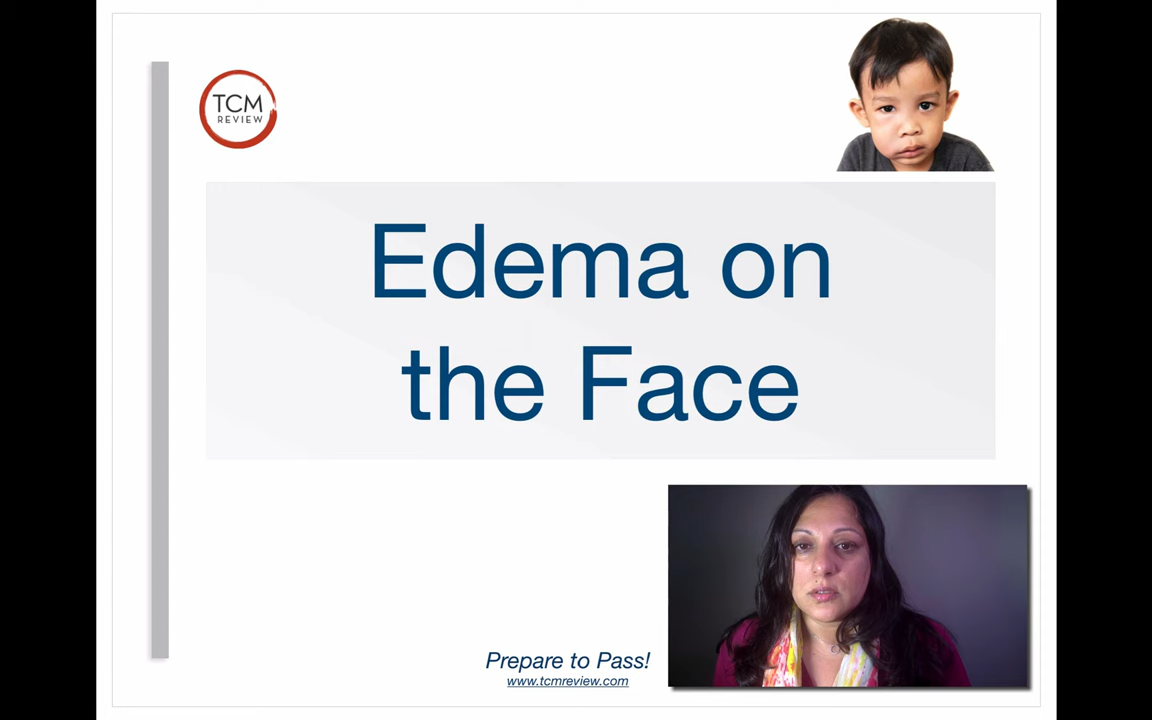 TCM
REVIEW
Edema on
the Face
Prepare to Pass!
www.tcmreview.com